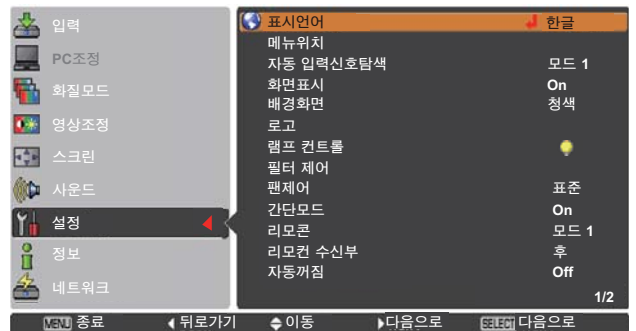 입력
PC조정
화질모드
영상조정
스크린
사운드
설정
정보
네트워크
표시언어 한글
메뉴위치
자동 입력신호탐색 모드 1
화면표시 On
배경화면 청색
로고
램프 컨트롤
필터 제어
팬제어 표준
간단모드 On
리모콘 모드 1
리모컨 수신부 후
자동꺼짐 Off
1/2
MENU 종료 뒤로가기 이동 다음으로 SELECT 다음으로